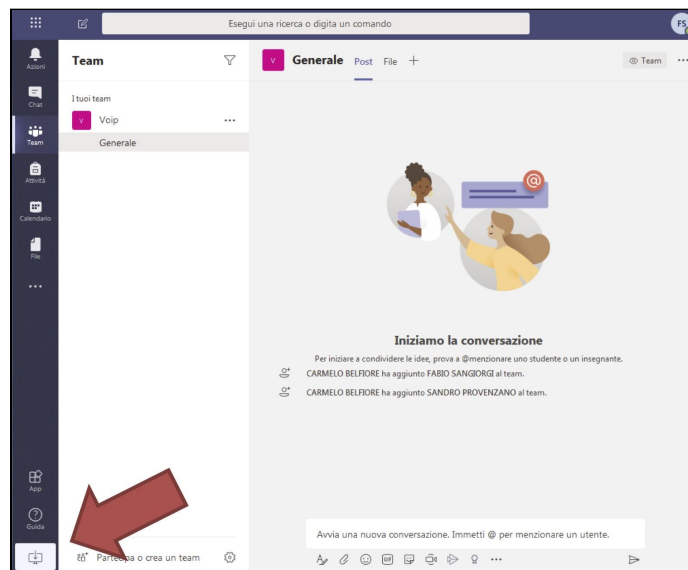 Esegui una ricerca o digita un comando
FS
Azioni
Chat
Team
Attività
Calendario
File
App
Guida
Team
I tuoi team
V Voip
Generale
Partecipa o crea un team
V Generale Post File
Team
@
Iniziamo la conversazione
Per iniziare a condividere le idee, prova a @menzionare uno studente o un insegnante.
CARMELO BELFIORE ha aggiunto FABIO SANGIORGI al team.
CARMELO BELFIORE ha aggiunto SANDRO PROVENZANO al team.
Avvia una nuova conversazione. Immetti @ per menzionare un utente.
GIF